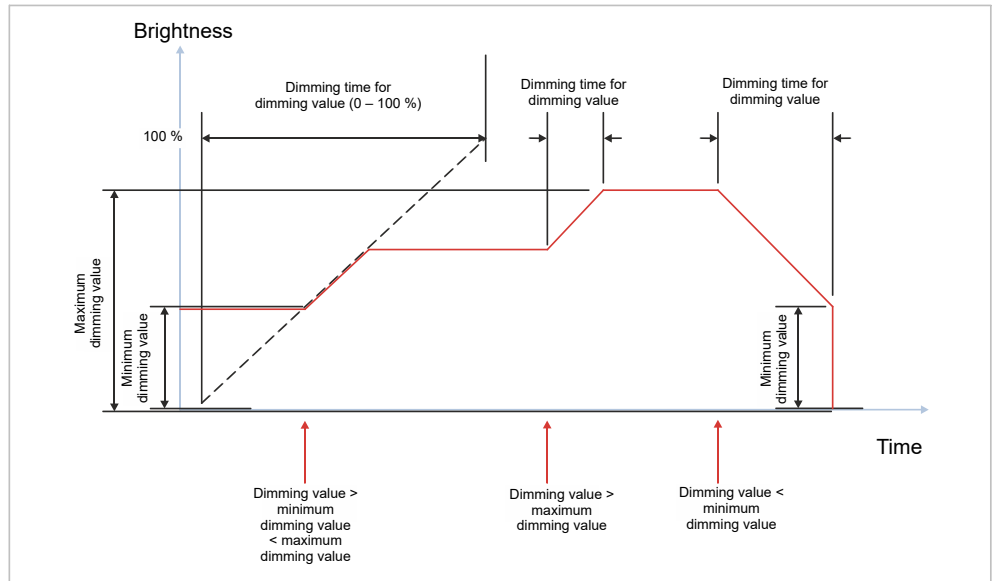 Brightness
Dimming time for
dimming value (0 – 100 %)
Dimming time for
dimming value
Dimming time for
dimming value
100 %
Maximum
dimming value
Minimum
dimming value
Minimum
dimming value
Time
Dimming value >
minimum
dimming value
< maximum
dimming value
Dimming value >
maximum
dimming value
Dimming value <
minimum
dimming value